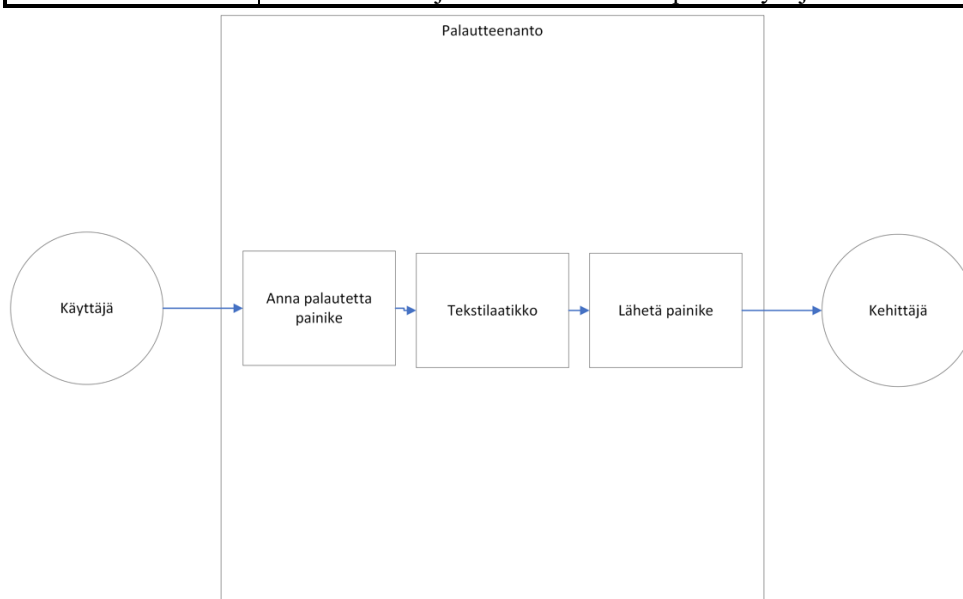 Palautteenanto
Käyttäjä
Anna palautetta
painike
Tekstilaatikko
Lähetä painike
Kehittäjä